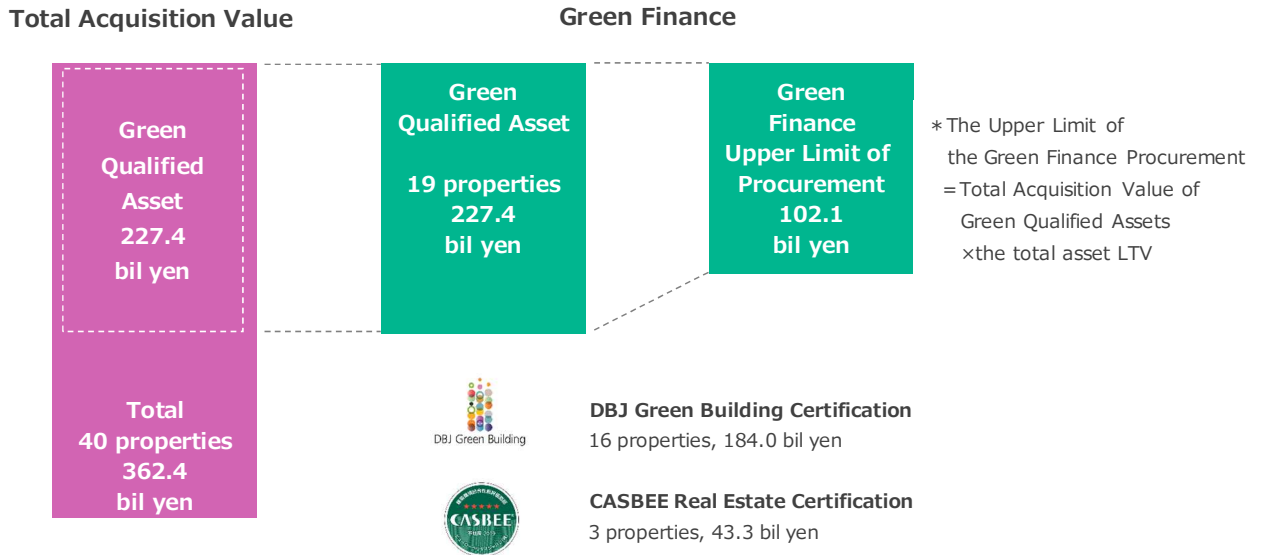 Total Acquisition Value
Green Finance
Green
Qualified
Asset
227.4
bil yen
Total
40 properties
362.4
bil yen
Green
Qualified Asset
19 properties
227.4
bil yen
Green
Finance
Upper Limit of
Procurement
102.1
bil yen
*The Upper Limit of
the Green Finance Procurement
=Total Acquisition Value of
Green Qualified Assets
×the total asset LTV
DBJ Green Building
DBJ Green Building Certification
16 properties, 184.0 bil yen
CASBEE
CASBEE Real Estate Certification
3 properties, 43.3 bil yen